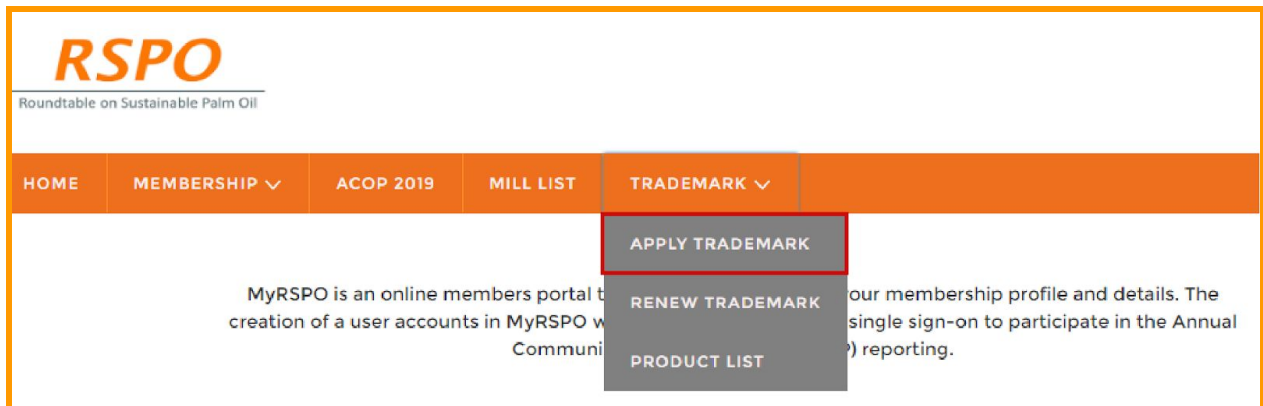 RSPO
Roundtable on Sustainable Palm Oil
HOME MEMBERSHIP ACOP 2019 MILL LIST TRADEMARK
APPLY TRADEMARK
RENEW TRADEMARK
PRODUCT LIST
MyRSPO is an online members portal t our membership profile and details. The
creation of a user accounts in MyRSPO w single sign-on to participate in the Annual
Communi ) reporting.